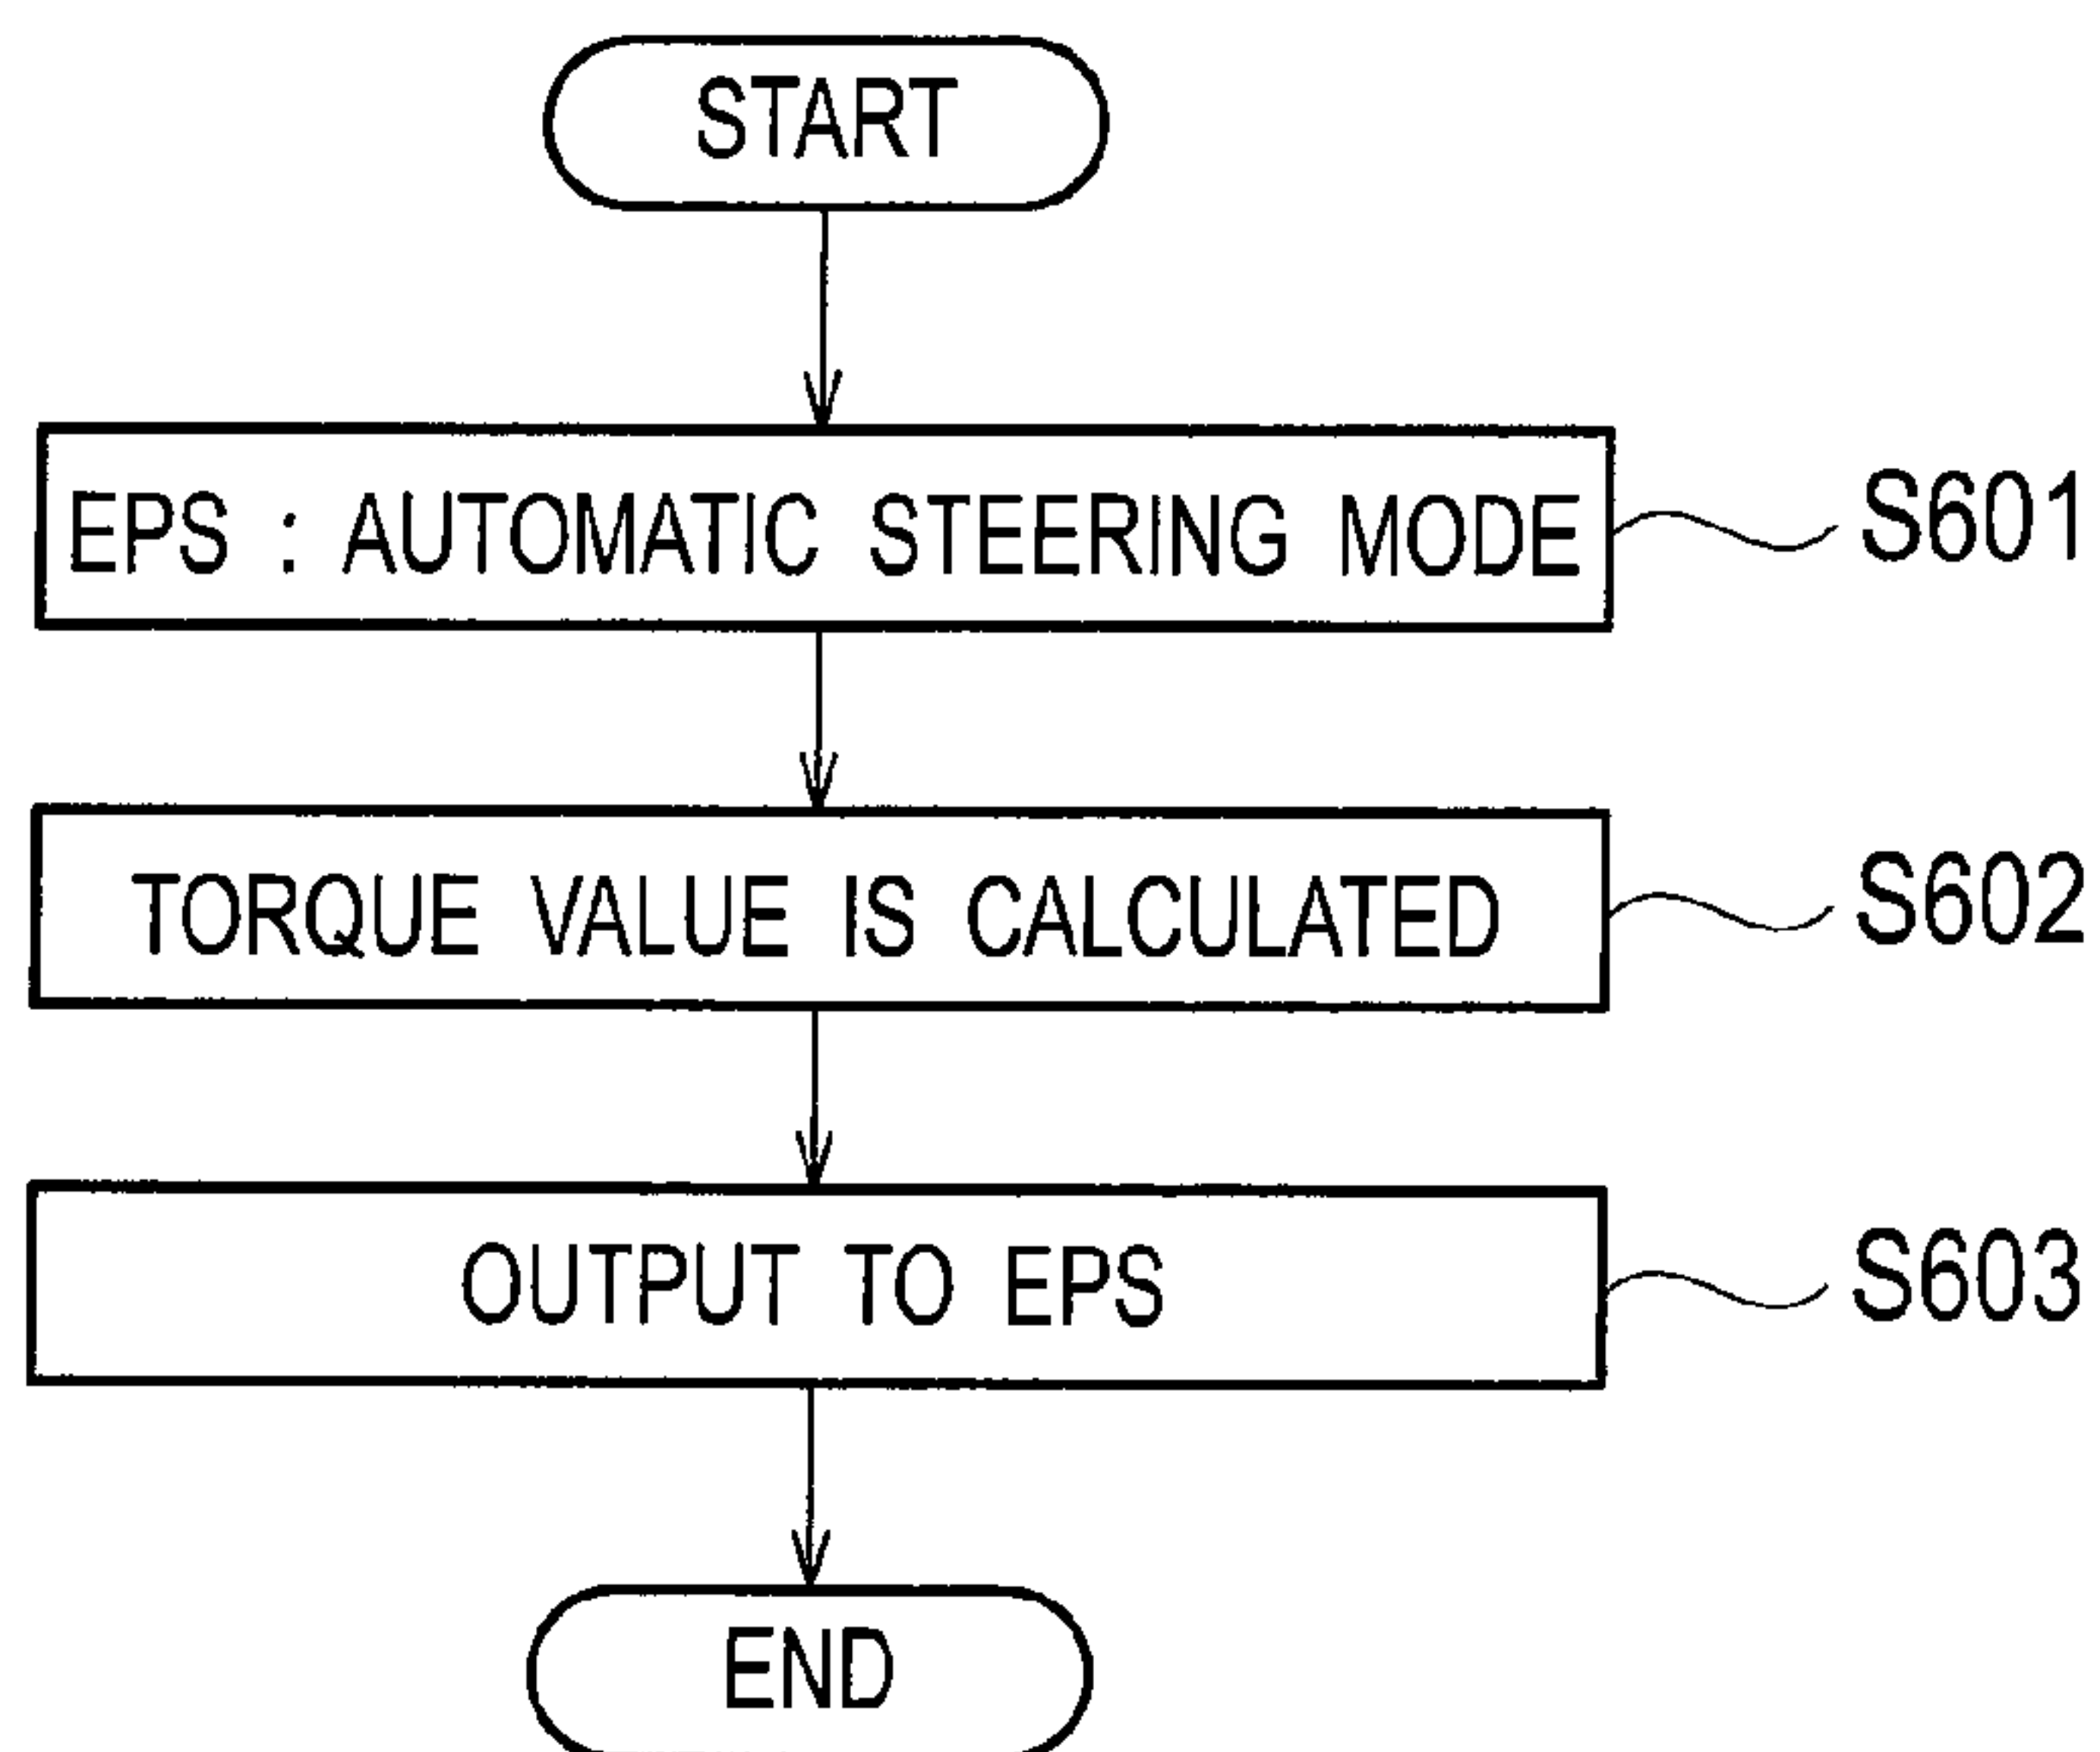 START
EPS : AUTOMATIC STEERING MODE
S601
TORQUE VALUE IS CALCULATED
S602
OUTPUT TO EPS
S603
END